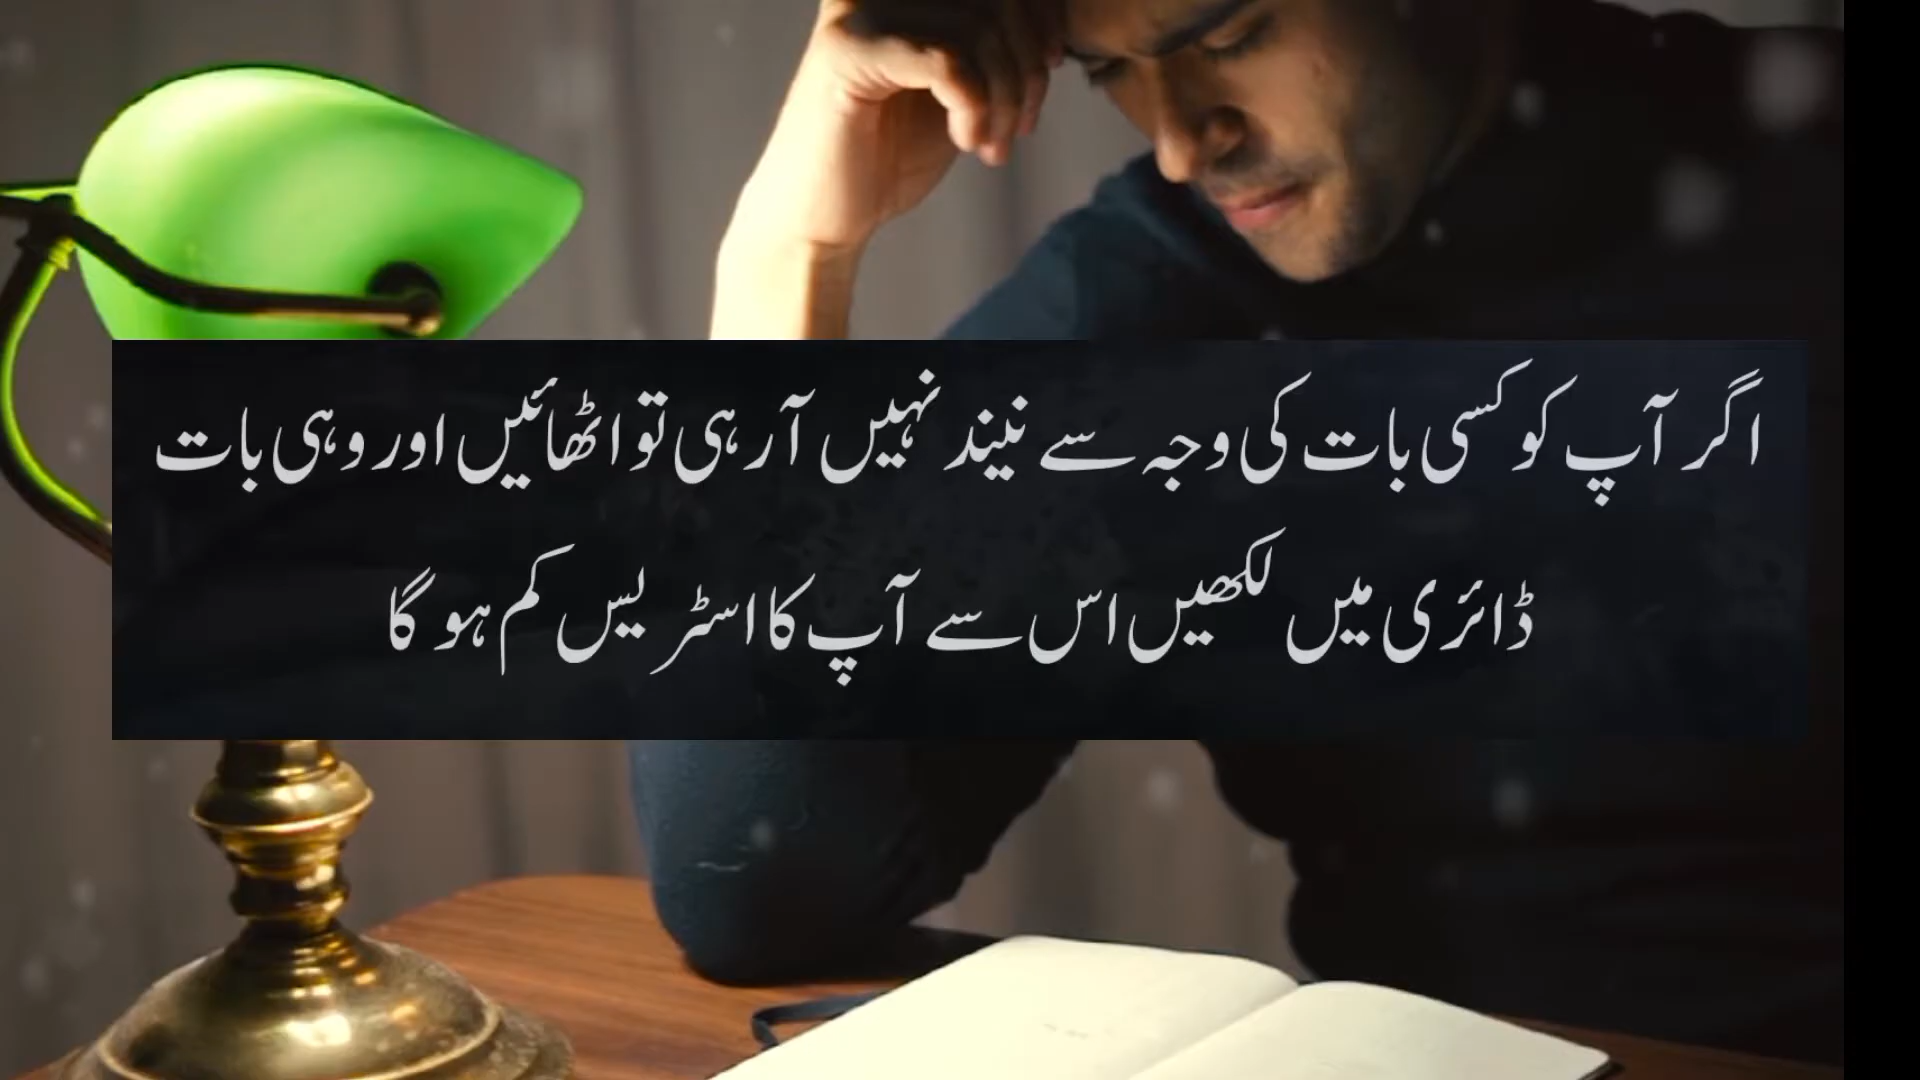 اگر آپ کو کسی بات کی وجہ سے نیند نہیں آرہی تو اٹھائیں اور وہی بات
ڈائری میں لکھیں اس سے آپ کا اسٹریس کم ہو گا